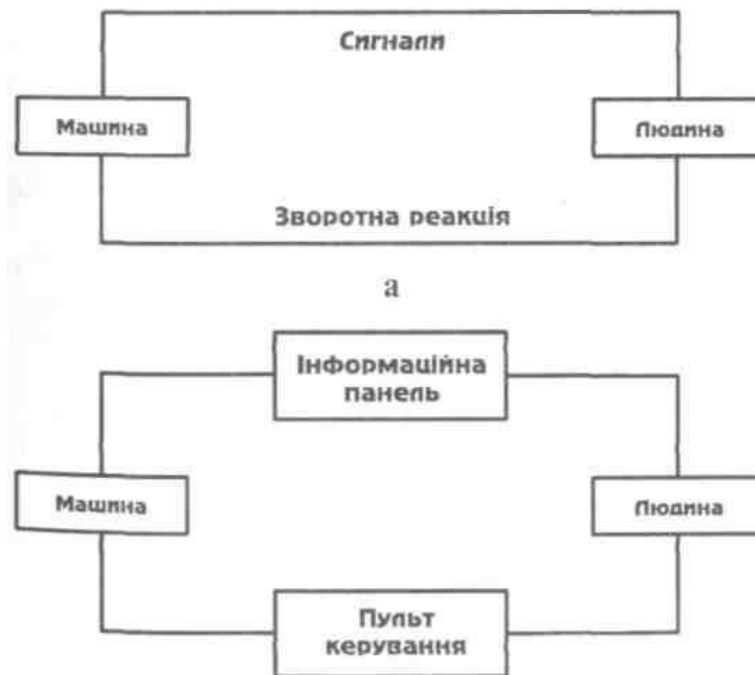 Сигнали
Машина
Людина
Зворотна реакція
а
Інформаційна
панель
Машина
Людина
Пульт
керування